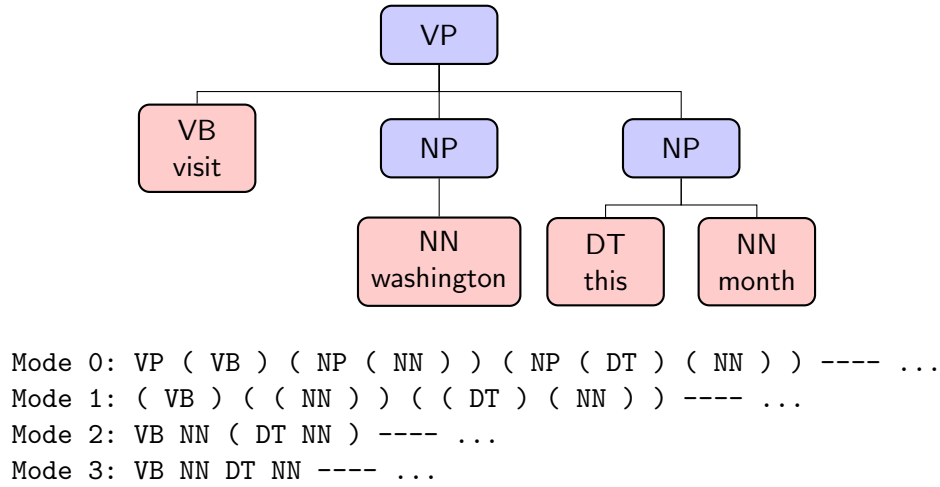 VP
VB
visit
NP
NP
NN
washington
DT
this
NN
month
Mode 0: VP ( VB ) ( NP ( NN ) ) ( NP ( DT ) ( NN ) ) ---- ...
Mode 1: ( VB ) ( ( NN ) ) ( ( DT ) ( NN ) ) ---- ...
Mode 2: VB NN ( DT NN ) ---- ...
Mode 3: VB NN DT NN ---- ...